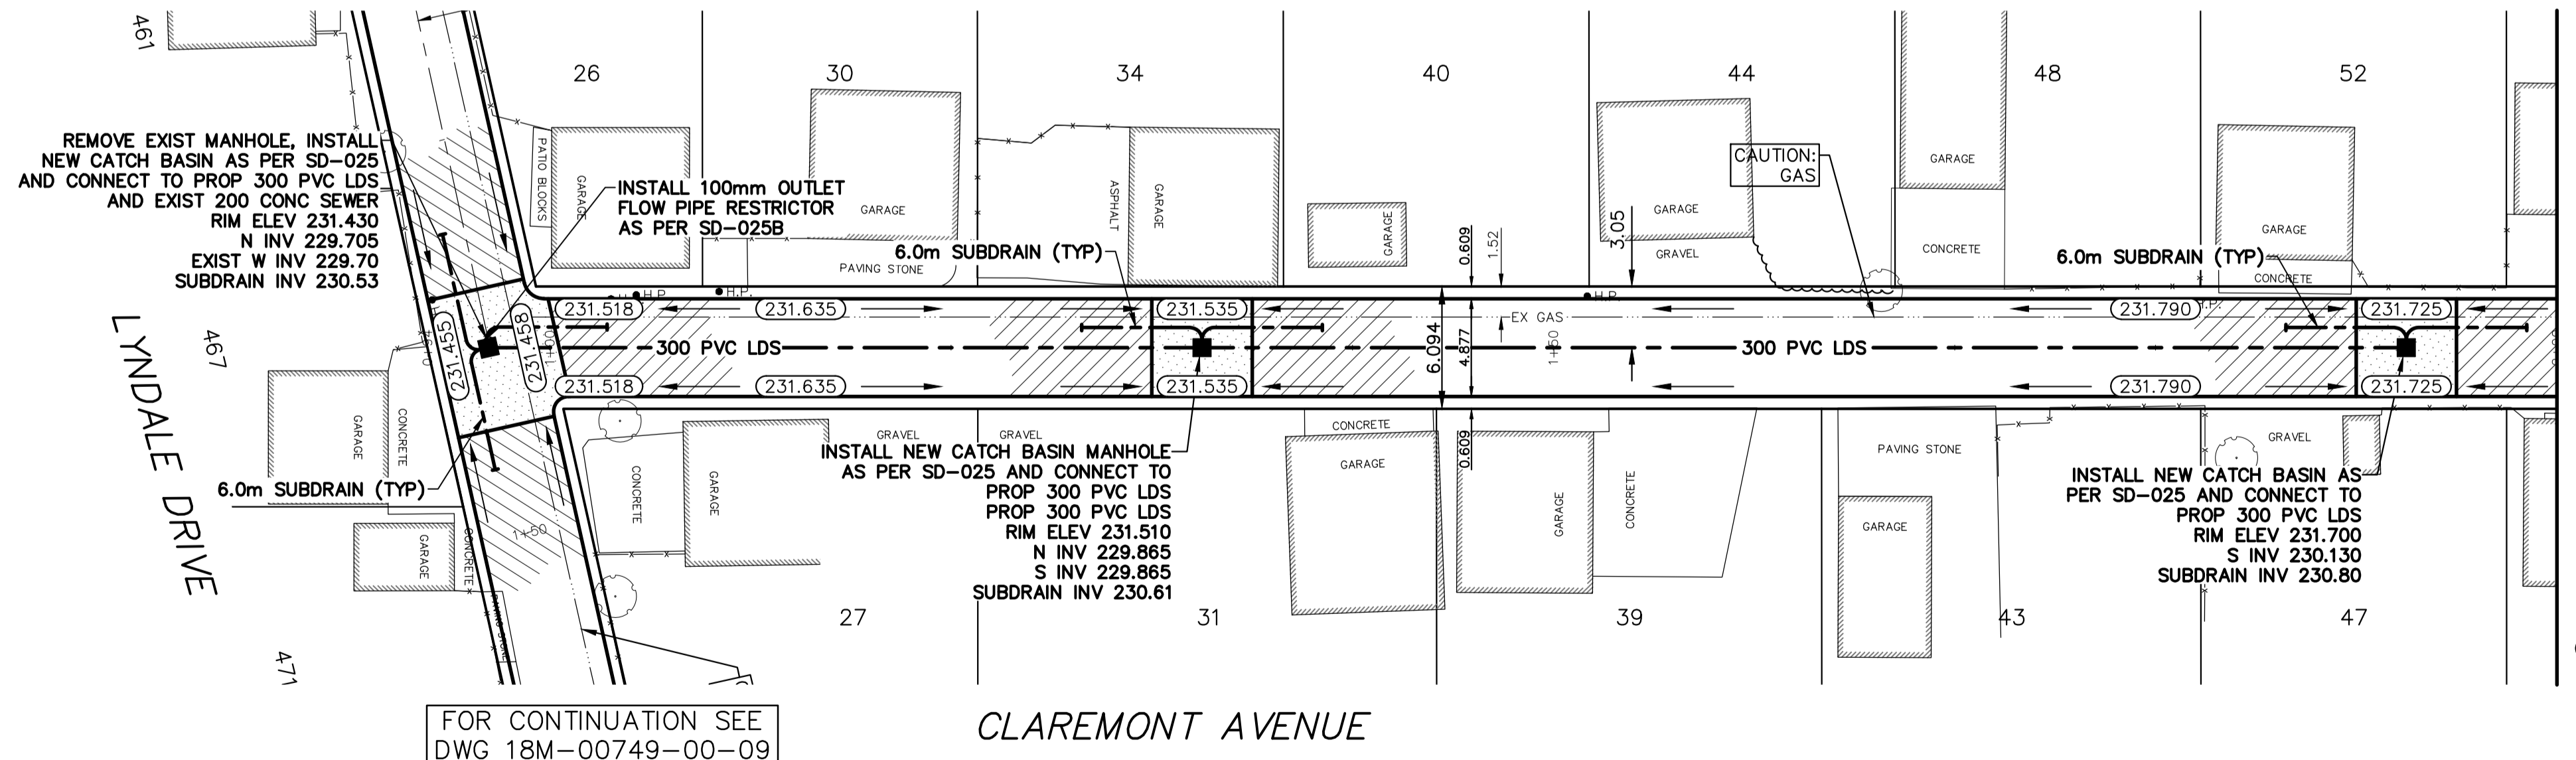 461
26
30
34
40
44
48
52
REMOVE EXIST MANHOLE, INSTALL
NEW CATCH BASIN AS PER SD-025
AND CONNECT TO PROP 300 PVC LDS
AND EXIST 200 CONC SEWER
RIM ELEV 231.430
N INV 229.705
EXIST W INV 229.70
SUBDRAIN INV 230.53
PATIO BLOCKS
GARAGE
INSTALL 100mm OUTLET
FLOW PIPE RESTRICTOR
AS PER SD-025B
GARAGE
PAVING STONE
6.0m SUBDRAIN (TYP)
ASPHALT
GARAGE
GARAGE
0.609
1.52
3.05
GARAGE
GRAVEL
CAUTION:
GAS
GARAGE
CONCRETE
6.0m SUBDRAIN (TYP)
GARAGE
CONCRETE
H.P.
H.P.
H.P.
231.518
231.635
231.535
EX GAS
231.790
231.725
231.455
231.458
300 PVC LDS
6.094
4.877
1+50
300 PVC LDS
231.518
231.635
231.535
231.790
231.725
LYNDALE DRIVE
467
GARAGE
CONCRETE
6.0m SUBDRAIN (TYP)
GARAGE
CONCRETE
1+50
CONCRETE
GARAGE
GRAVEL
GRAVEL
INSTALL NEW CATCH BASIN MANHOLE
AS PER SD-025 AND CONNECT TO
PROP 300 PVC LDS
PROP 300 PVC LDS
RIM ELEV 231.510
N INV 229.865
S INV 229.865
SUBDRAIN INV 230.61
CONCRETE
GARAGE
0.609
GARAGE
CONCRETE
PAVING STONE
GARAGE
GRAVEL
INSTALL NEW CATCH BASIN AS
PER SD-025 AND CONNECT TO
PROP 300 PVC LDS
RIM ELEV 231.700
S INV 230.130
SUBDRAIN INV 230.80
PAVING STONE
471
27
31
39
43
47
FOR CONTINUATION SEE
DWG 18M-00749-00-09
CLAREMONT AVENUE